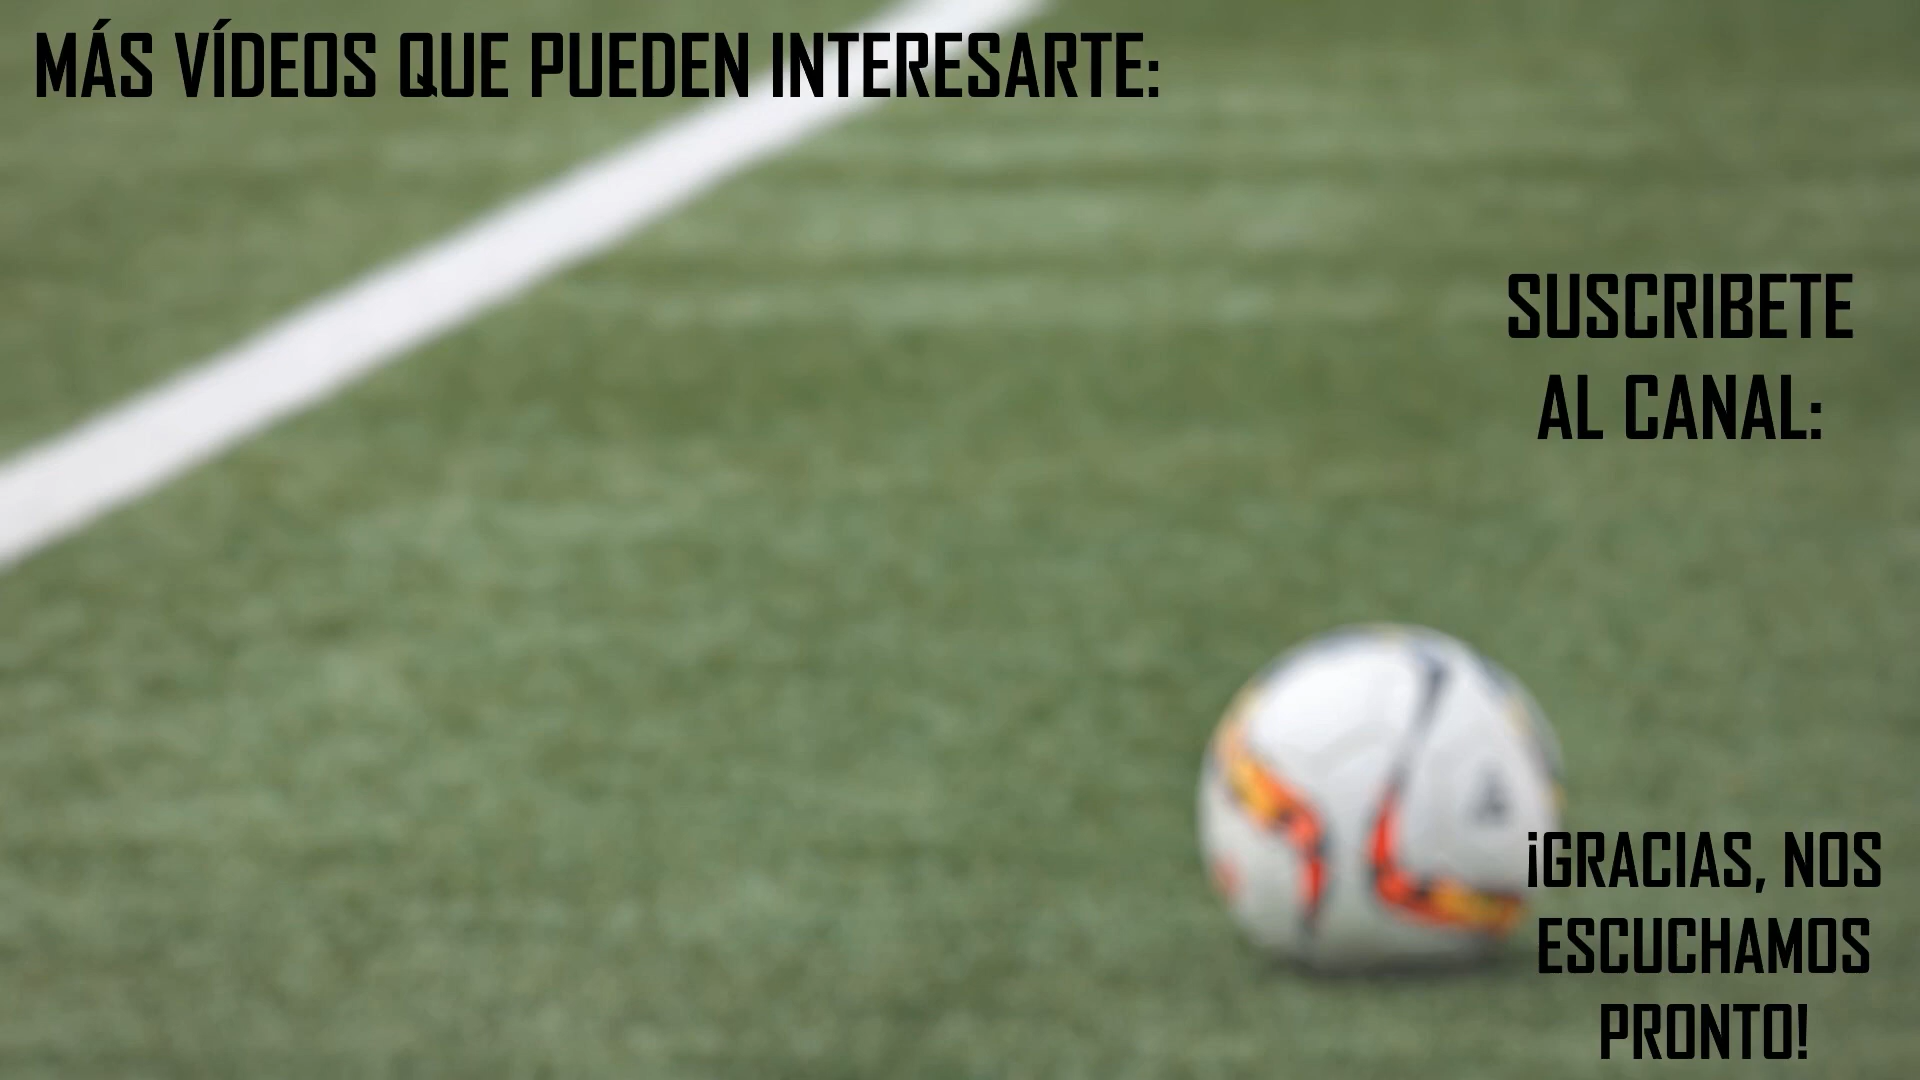 MÁS VÍDEOS QUE PUEDEN INTERESARTE:
SUSCRIBETE
AL CANAL:
¡GRACIAS, NOS
ESCUCHAMOS
PRONTO!